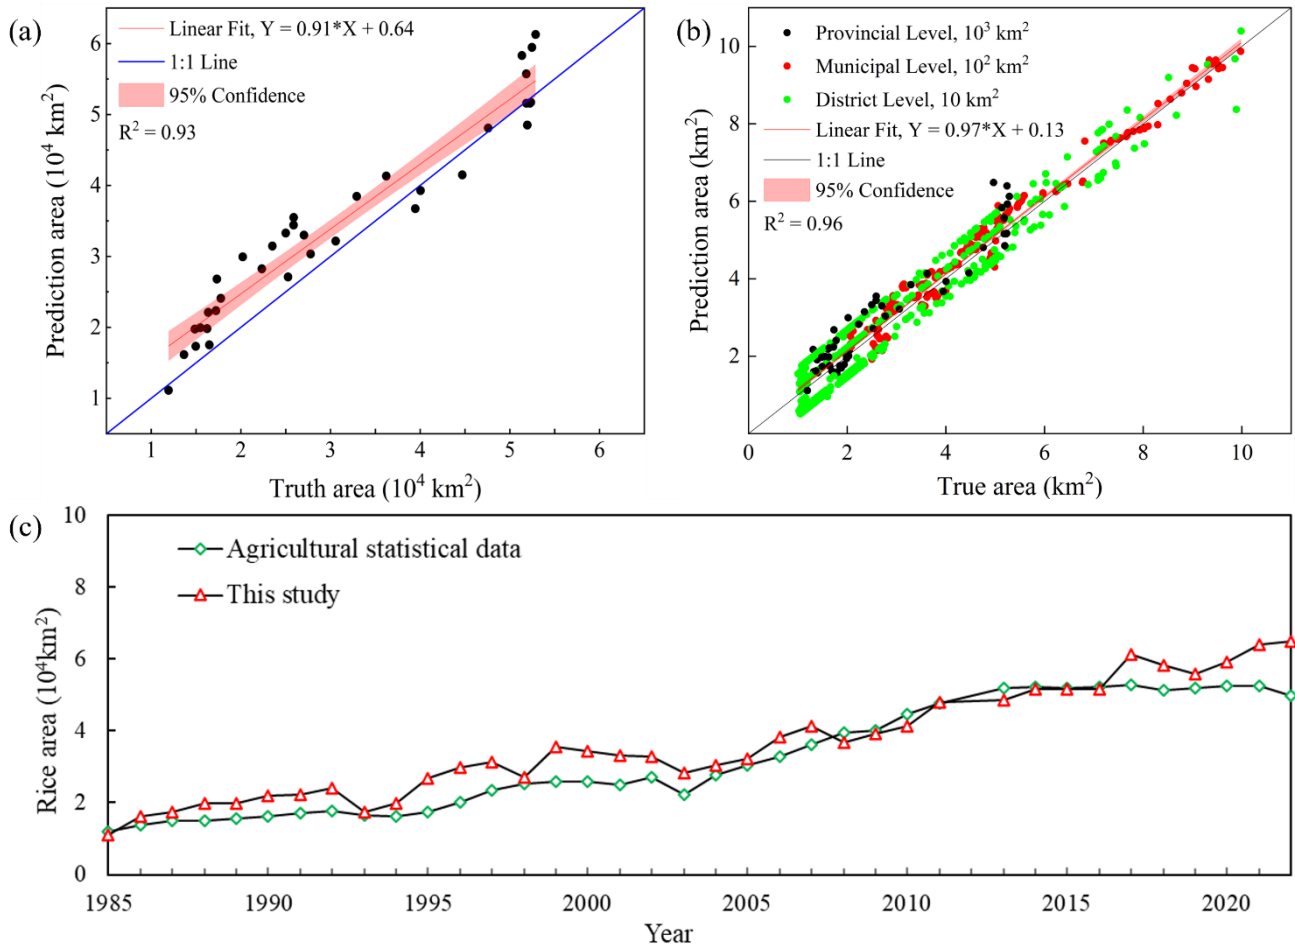 (a)
Linear Fit, Y = 0.91*X + 0.64
1:1 Line
95% Confidence
R² = 0.93
6
5
4
3
2
1
Prediction area (10⁴ km²)
1 2 3 4 5 6
Truth area (10⁴ km²)
(b)
Provincial Level, 10³ km²
Municipal Level, 10² km²
District Level, 10 km²
Linear Fit, Y = 0.97*X + 0.13
1:1 Line
95% Confidence
R² = 0.96
10
8
6
4
2
Prediction area (km²)
0 2 4 6 8 10
True area (km²)
(c)
Agricultural statistical data
This study
10
8
6
4
2
0
Rice area (10⁴km²)
1985 1990 1995 2000 2005 2010 2015 2020
Year